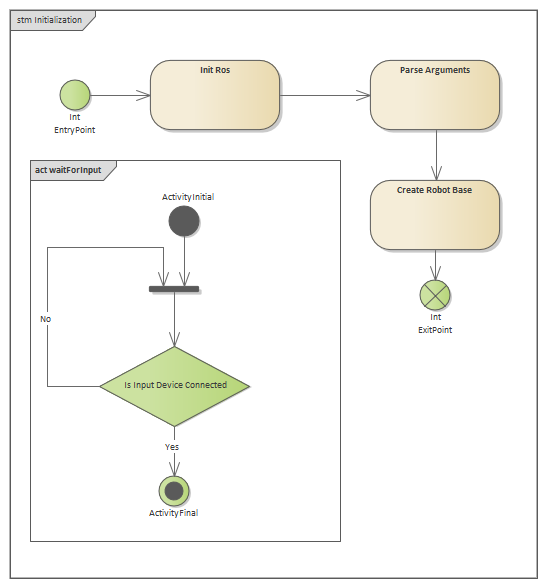 stm Initialization
Init Ros
Parse Arguments
Int
EntryPoint
act waitForInput
ActivityInitial
Create Robot Base
Int
ExitPoint
No
Is Input Device Connected
Yes
ActivityFinal